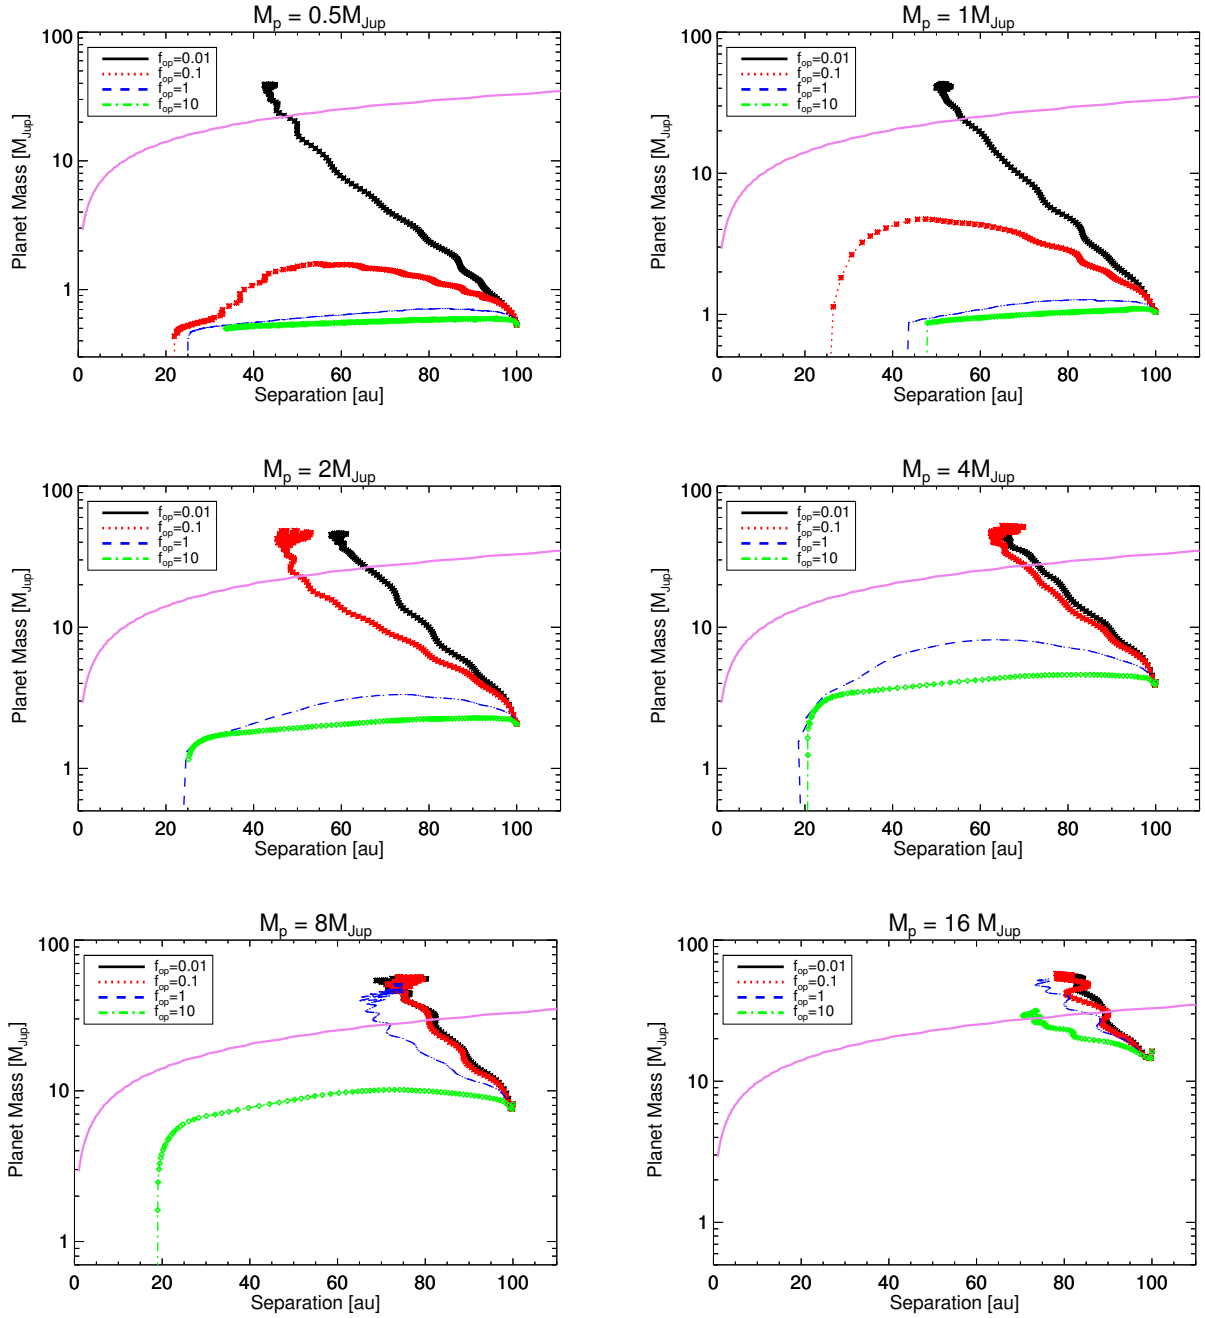 M_p = 0.5M_Jup
f_op=0.01
f_op=0.1
f_op=1
f_op=10
100
10
1
Planet Mass [M_Jup]
0 20 40 60 80 100
Separation [au]
M_p = 1M_Jup
f_op=0.01
f_op=0.1
f_op=1
f_op=10
100
10
1
Planet Mass [M_Jup]
0 20 40 60 80 100
Separation [au]
M_p = 2M_Jup
f_op=0.01
f_op=0.1
f_op=1
f_op=10
100
10
1
Planet Mass [M_Jup]
0 20 40 60 80 100
Separation [au]
M_p = 4M_Jup
f_op=0.01
f_op=0.1
f_op=1
f_op=10
100
10
1
Planet Mass [M_Jup]
0 20 40 60 80 100
Separation [au]
M_p = 8M_Jup
f_op=0.01
f_op=0.1
f_op=1
f_op=10
100
10
1
Planet Mass [M_Jup]
0 20 40 60 80 100
Separation [au]
M_p = 16 M_Jup
f_op=0.01
f_op=0.1
f_op=1
f_op=10
100
10
1
Planet Mass [M_Jup]
0 20 40 60 80 100
Separation [au]